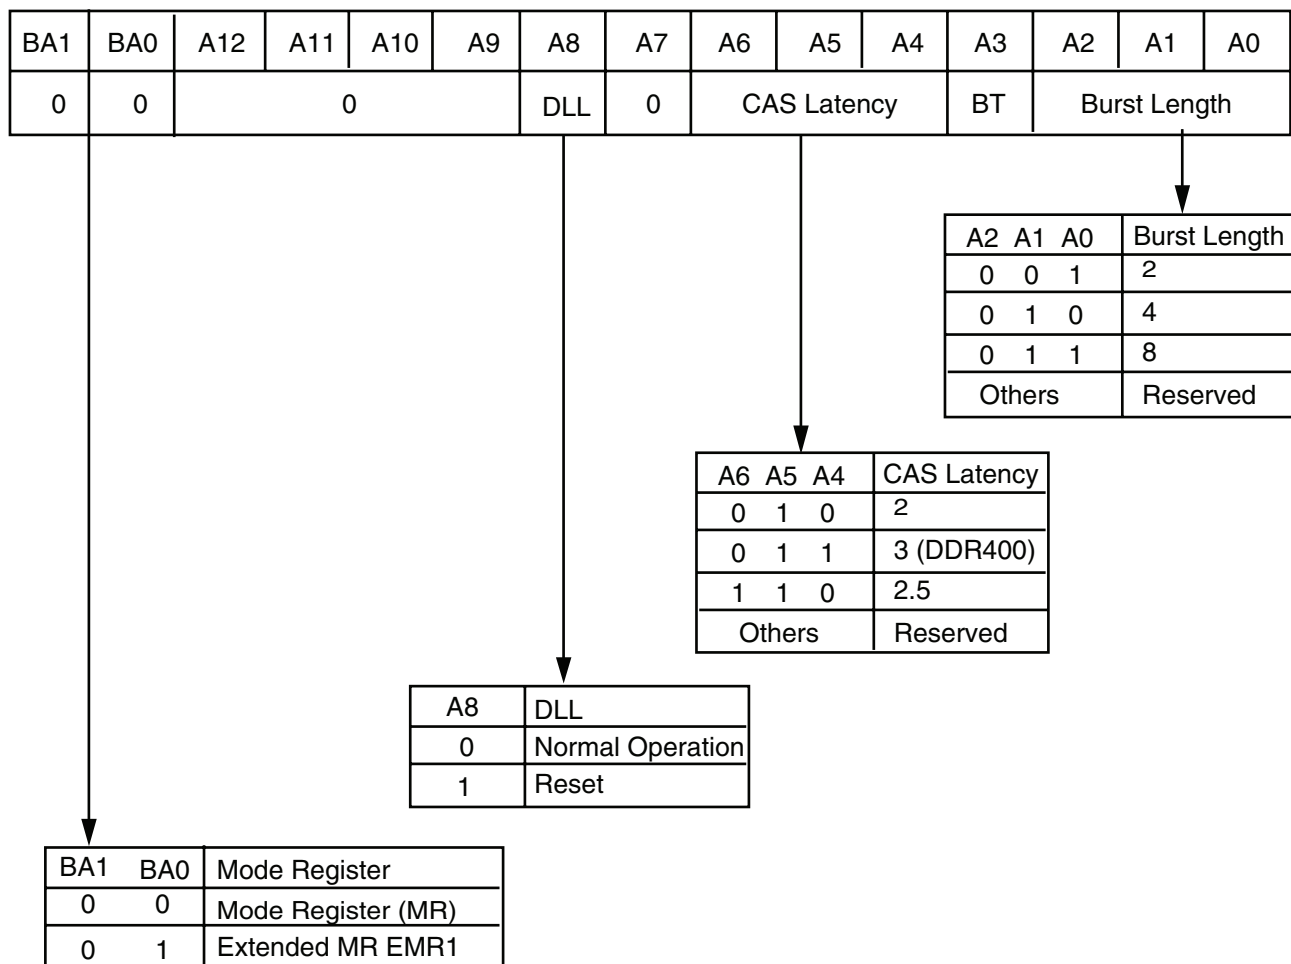 BA1 BA0 A12 A11 A10 A9 A8 A7 A6 A5 A4 A3 A2 A1 A0
0 0 0 DLL 0 CAS Latency BT Burst Length
A2 A1 A0 Burst Length
0 0 1 2
0 1 0 4
0 1 1 8
Others Reserved
A6 A5 A4 CAS Latency
0 1 0 2
0 1 1 3 (DDR400)
1 1 0 2.5
Others Reserved
A8 DLL
0 Normal Operation
1 Reset
BA1 BA0 Mode Register
0 0 Mode Register (MR)
0 1 Extended MR EMR1